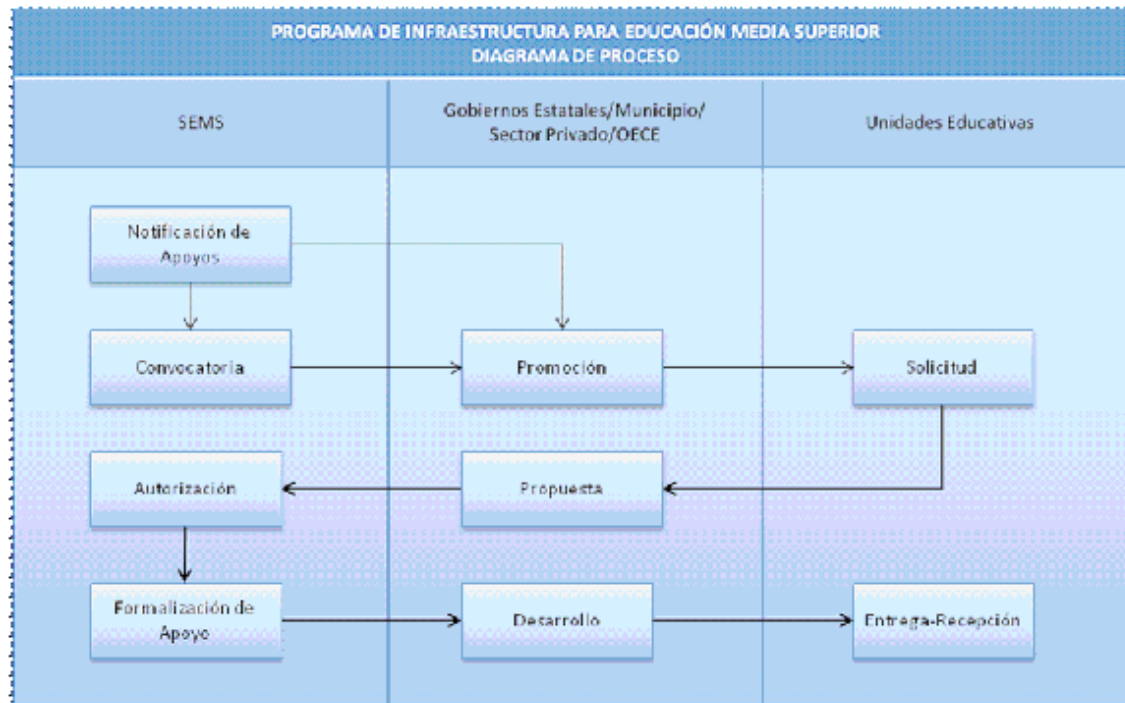 PROGRAMA DE INFRAESTRUCTURA PARA EDUCACIÓN MEDIA SUPERIOR
DIAGRAMA DE PROCESO
SEMS
Gobiernos Estatales/Municipio/
Sector Privado/OECE
Unidades Educativas
Notificación de
Apoyos
Convocatoria
Promoción
Solicitud
Autorización
Propuesta
Formalización de
Apoyo
Desarrollo
Entrega-Recepción